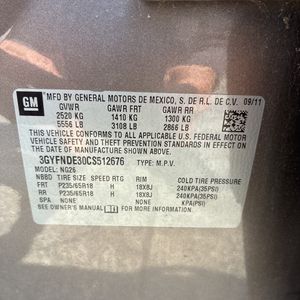 GM
MFD BY GENERAL MOTORS DE MEXICO, S. DE R.L. DE C.V. 09/11
GVWR GAWR FRT GAWR RR
2520 KG 1410 KG 1300 KG
5556 LB 3108 LB 2866 LB
THIS VEHICLE CONFORMS TO ALL APPLICABLE U.S. FEDERAL MOTOR VEHICLE SAFETY AND THEFT PREVENTION STANDARDS IN EFFECT ON THE DATE OF MANUFACTURE SHOWN ABOVE.
3GYFNDE30CS512676 TYPE: M.P.V.
MODEL: NG26
NBBD TIRE SIZE SPEED RTG RIM COLD TIRE PRESSURE
FRT P235/65R18 H 18X8J 240KPA(35PSI)
RR P235/65R18 H 18X8J 240KPA(35PSI)
SPA NONE NONE KPA(PSI)
SEE OWNER'S MANUAL FOR ADDITIONAL INFORMATION.